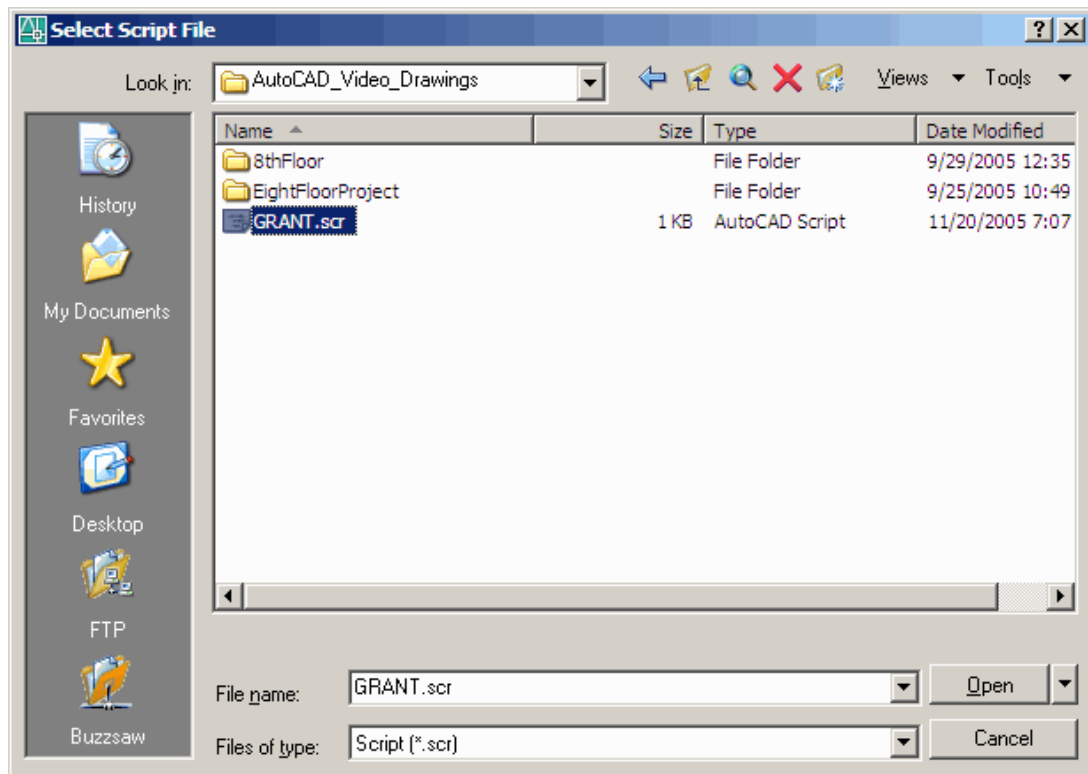 Select Script File
Look in: AutoCAD_Video_Drawings Views Tools
Name Size Type Date Modified
8thFloor File Folder 9/29/2005 12:35
EightFloorProject File Folder 9/25/2005 10:49
GRANT.scr 1 KB AutoCAD Script 11/20/2005 7:07
History
My Documents
Favorites
Desktop
FTP
Buzzsaw
File name: GRANT.scr Open
Files of type: Script (*.scr) Cancel